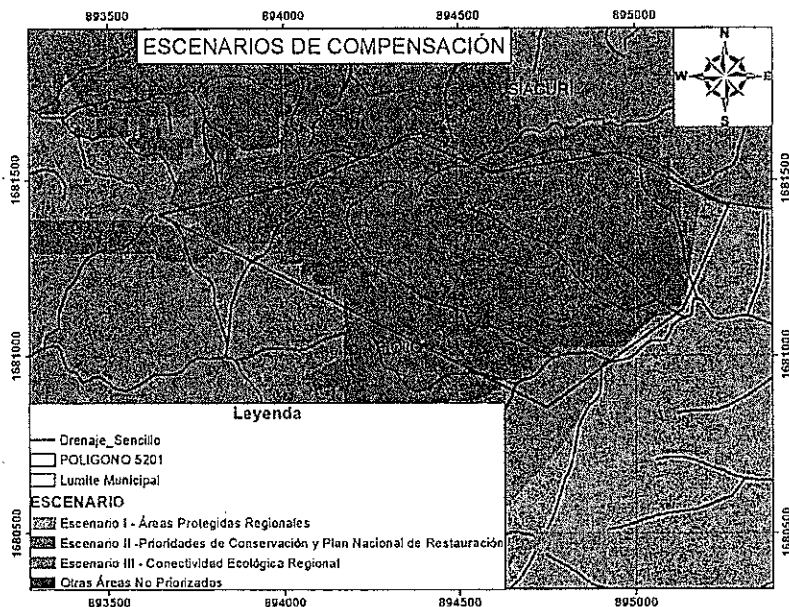 893500 894000 894500 895000
ESCENARIOS DE COMPENSACIÓN
N
W E
S
1681500 1681500
1681000 1681000
Leyenda
Drenaje_Sencillo
POLIGONO 5201
Lumite Municipal
ESCENARIO
Escenario I - Áreas Protegidas Regionales
Escenario II -Prioridades de Conservación y Plan Nacional de Restauración
Escenario III - Conectividad Ecológica Regional
Otras Áreas No Priorizados
1680500 1680500
893500 894000 894500 895000